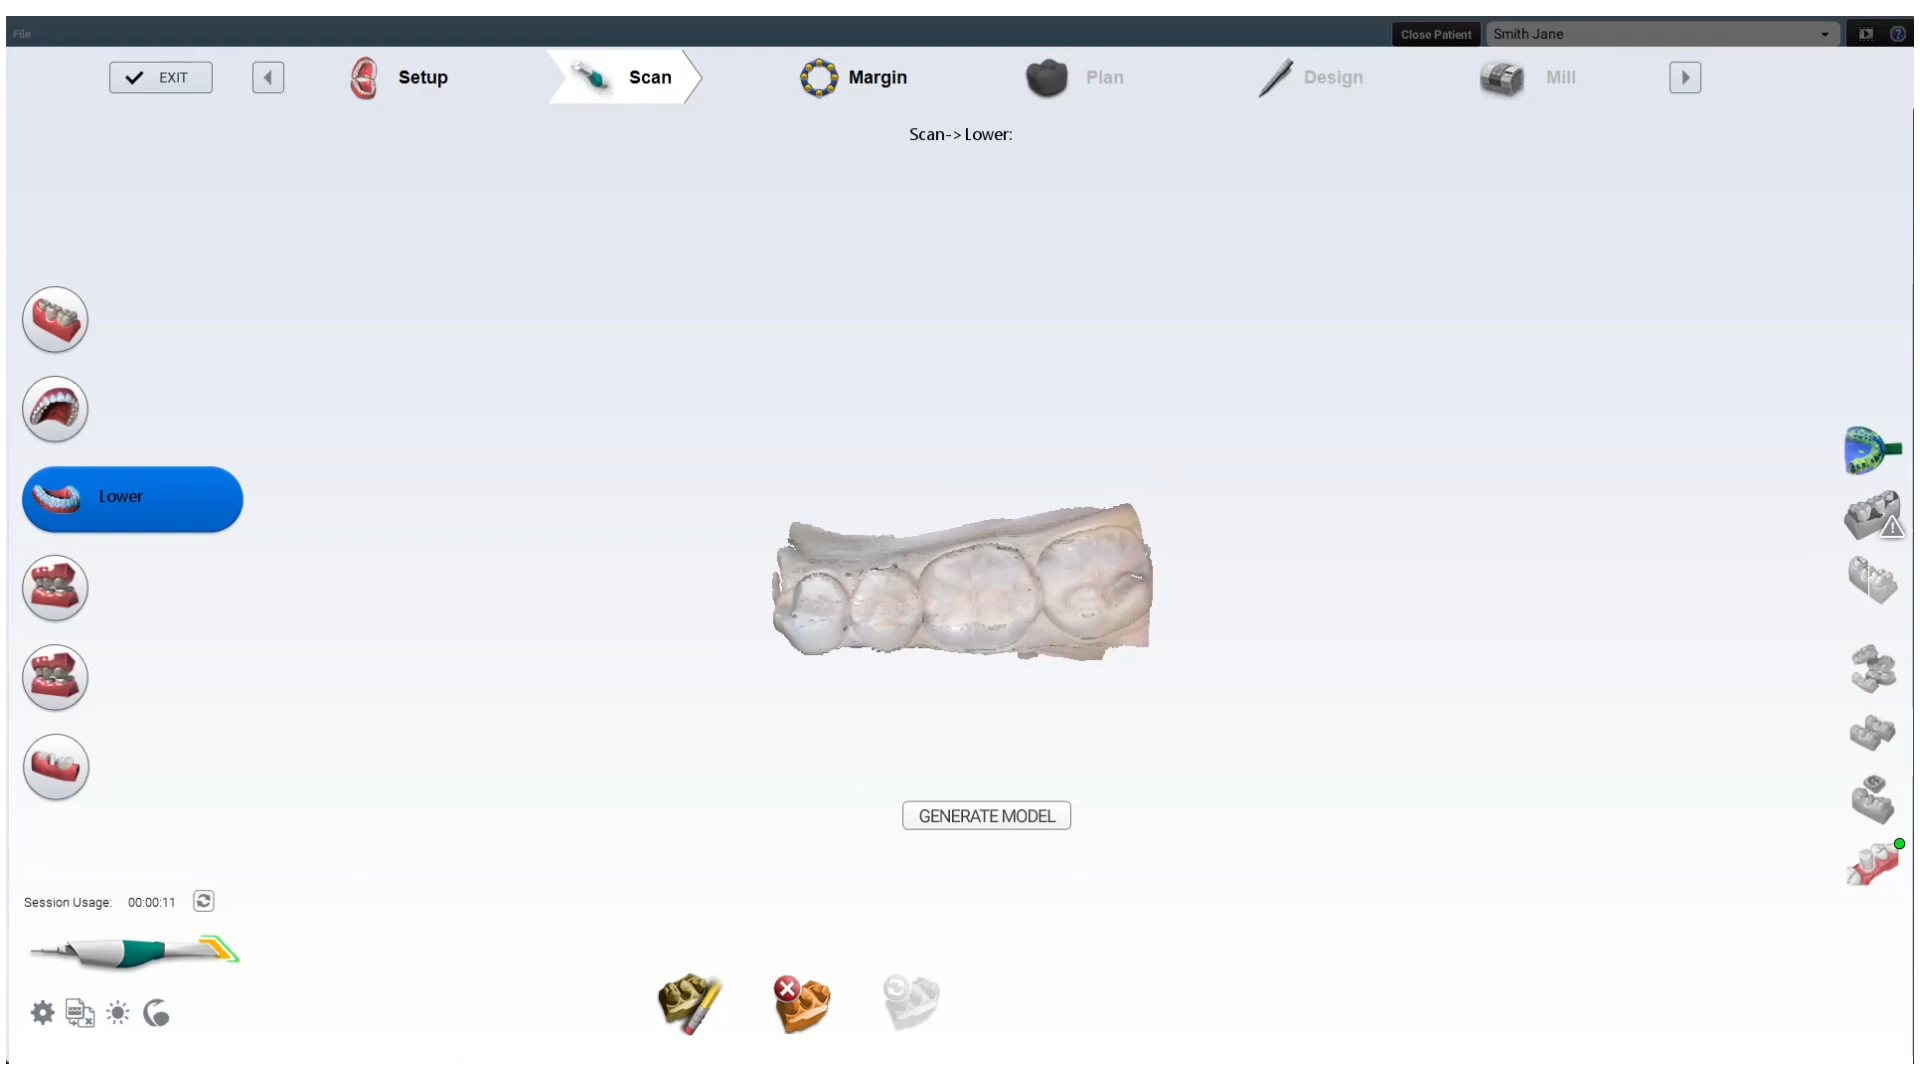 File
Close Patient
Smith Jane
EXIT
Setup
Scan
Margin
Plan
Design
Mill
Scan->Lower:
Lower
GENERATE MODEL
Session Usage: 00:00:11